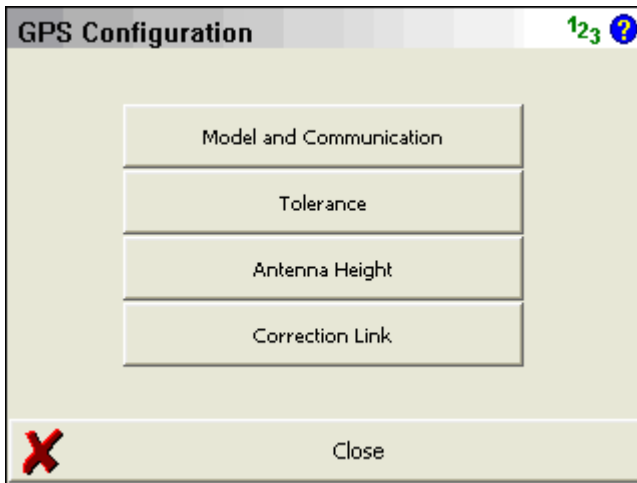 GPS Configuration 123 ?
Model and Communication
Tolerance
Antenna Height
Correction Link
Close